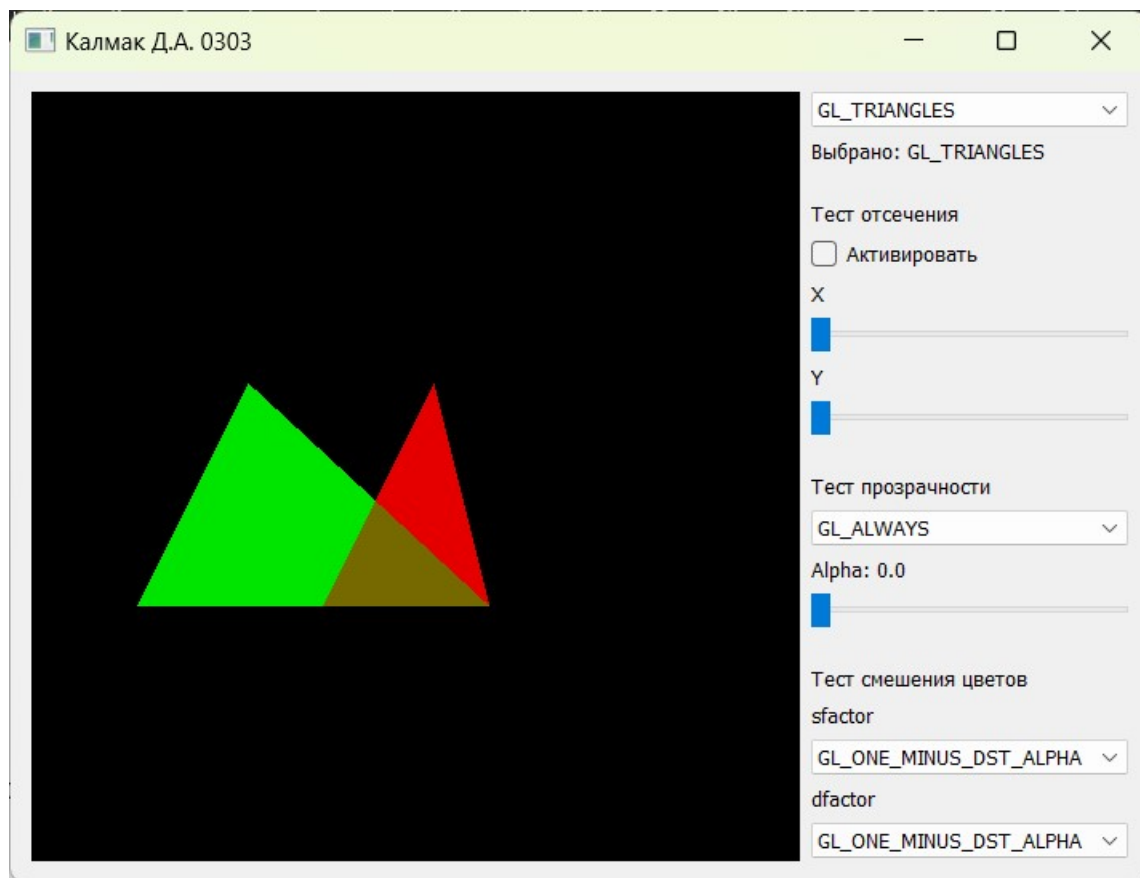 Калмак Д.А. 0303
GL_TRIANGLES
Выбрано: GL_TRIANGLES
Тест отсечения
Активировать
X
Y
Тест прозрачности
GL_ALWAYS
Alpha: 0.0
Тест смешения цветов
sfactor
GL_ONE_MINUS_DST_ALPHA
dfactor
GL_ONE_MINUS_DST_ALPHA